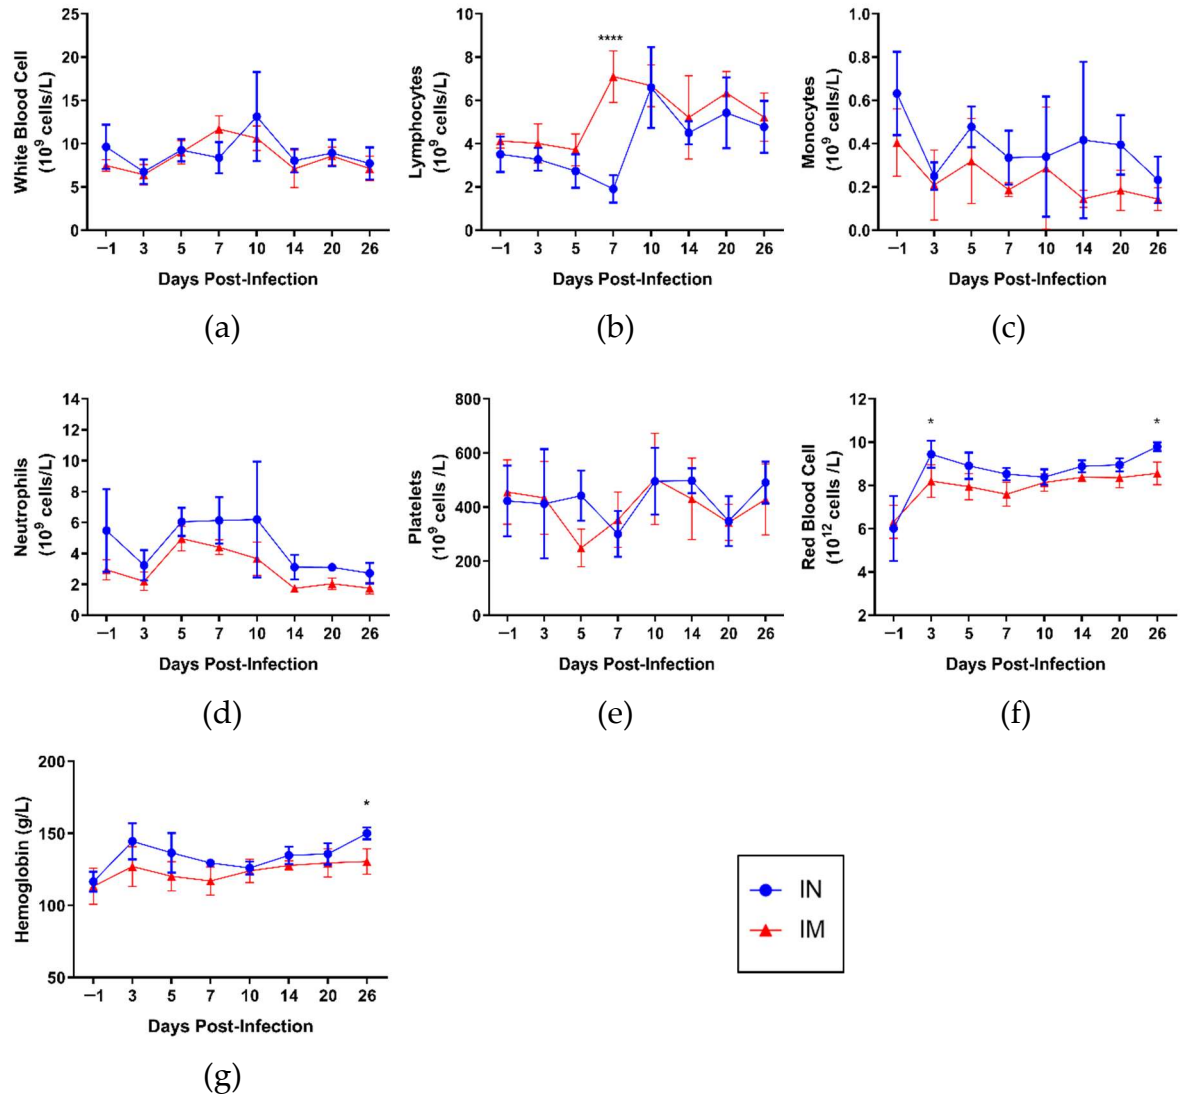 White Blood Cell
(10⁹ cells/L)
25
20
15
10
5
0
−1 3 5 7 10 14 20 26
Days Post-Infection
(a)
Lymphocytes
(10⁹ cells/L)
10
8
6
4
2
0
****
−1 3 5 7 10 14 20 26
Days Post-Infection
(b)
Monocytes
(10⁹ cells/L)
1.0
0.8
0.6
0.4
0.2
0.0
−1 3 5 7 10 14 20 26
Days Post-Infection
(c)
Neutrophils
(10⁹ cells/L)
14
12
10
8
6
4
2
0
−1 3 5 7 10 14 20 26
Days Post-Infection
(d)
Platelets
(10⁹ cells /L)
800
600
400
200
0
−1 3 5 7 10 14 20 26
Days Post-Infection
(e)
Red Blood Cell
(10¹² cells /L)
12
10
8
6
4
2
* *
−1 3 5 7 10 14 20 26
Days Post-Infection
(f)
Hemoglobin (g/L)
200
150
100
50
*
−1 3 5 7 10 14 20 26
Days Post-Infection
(g)
IN
IM